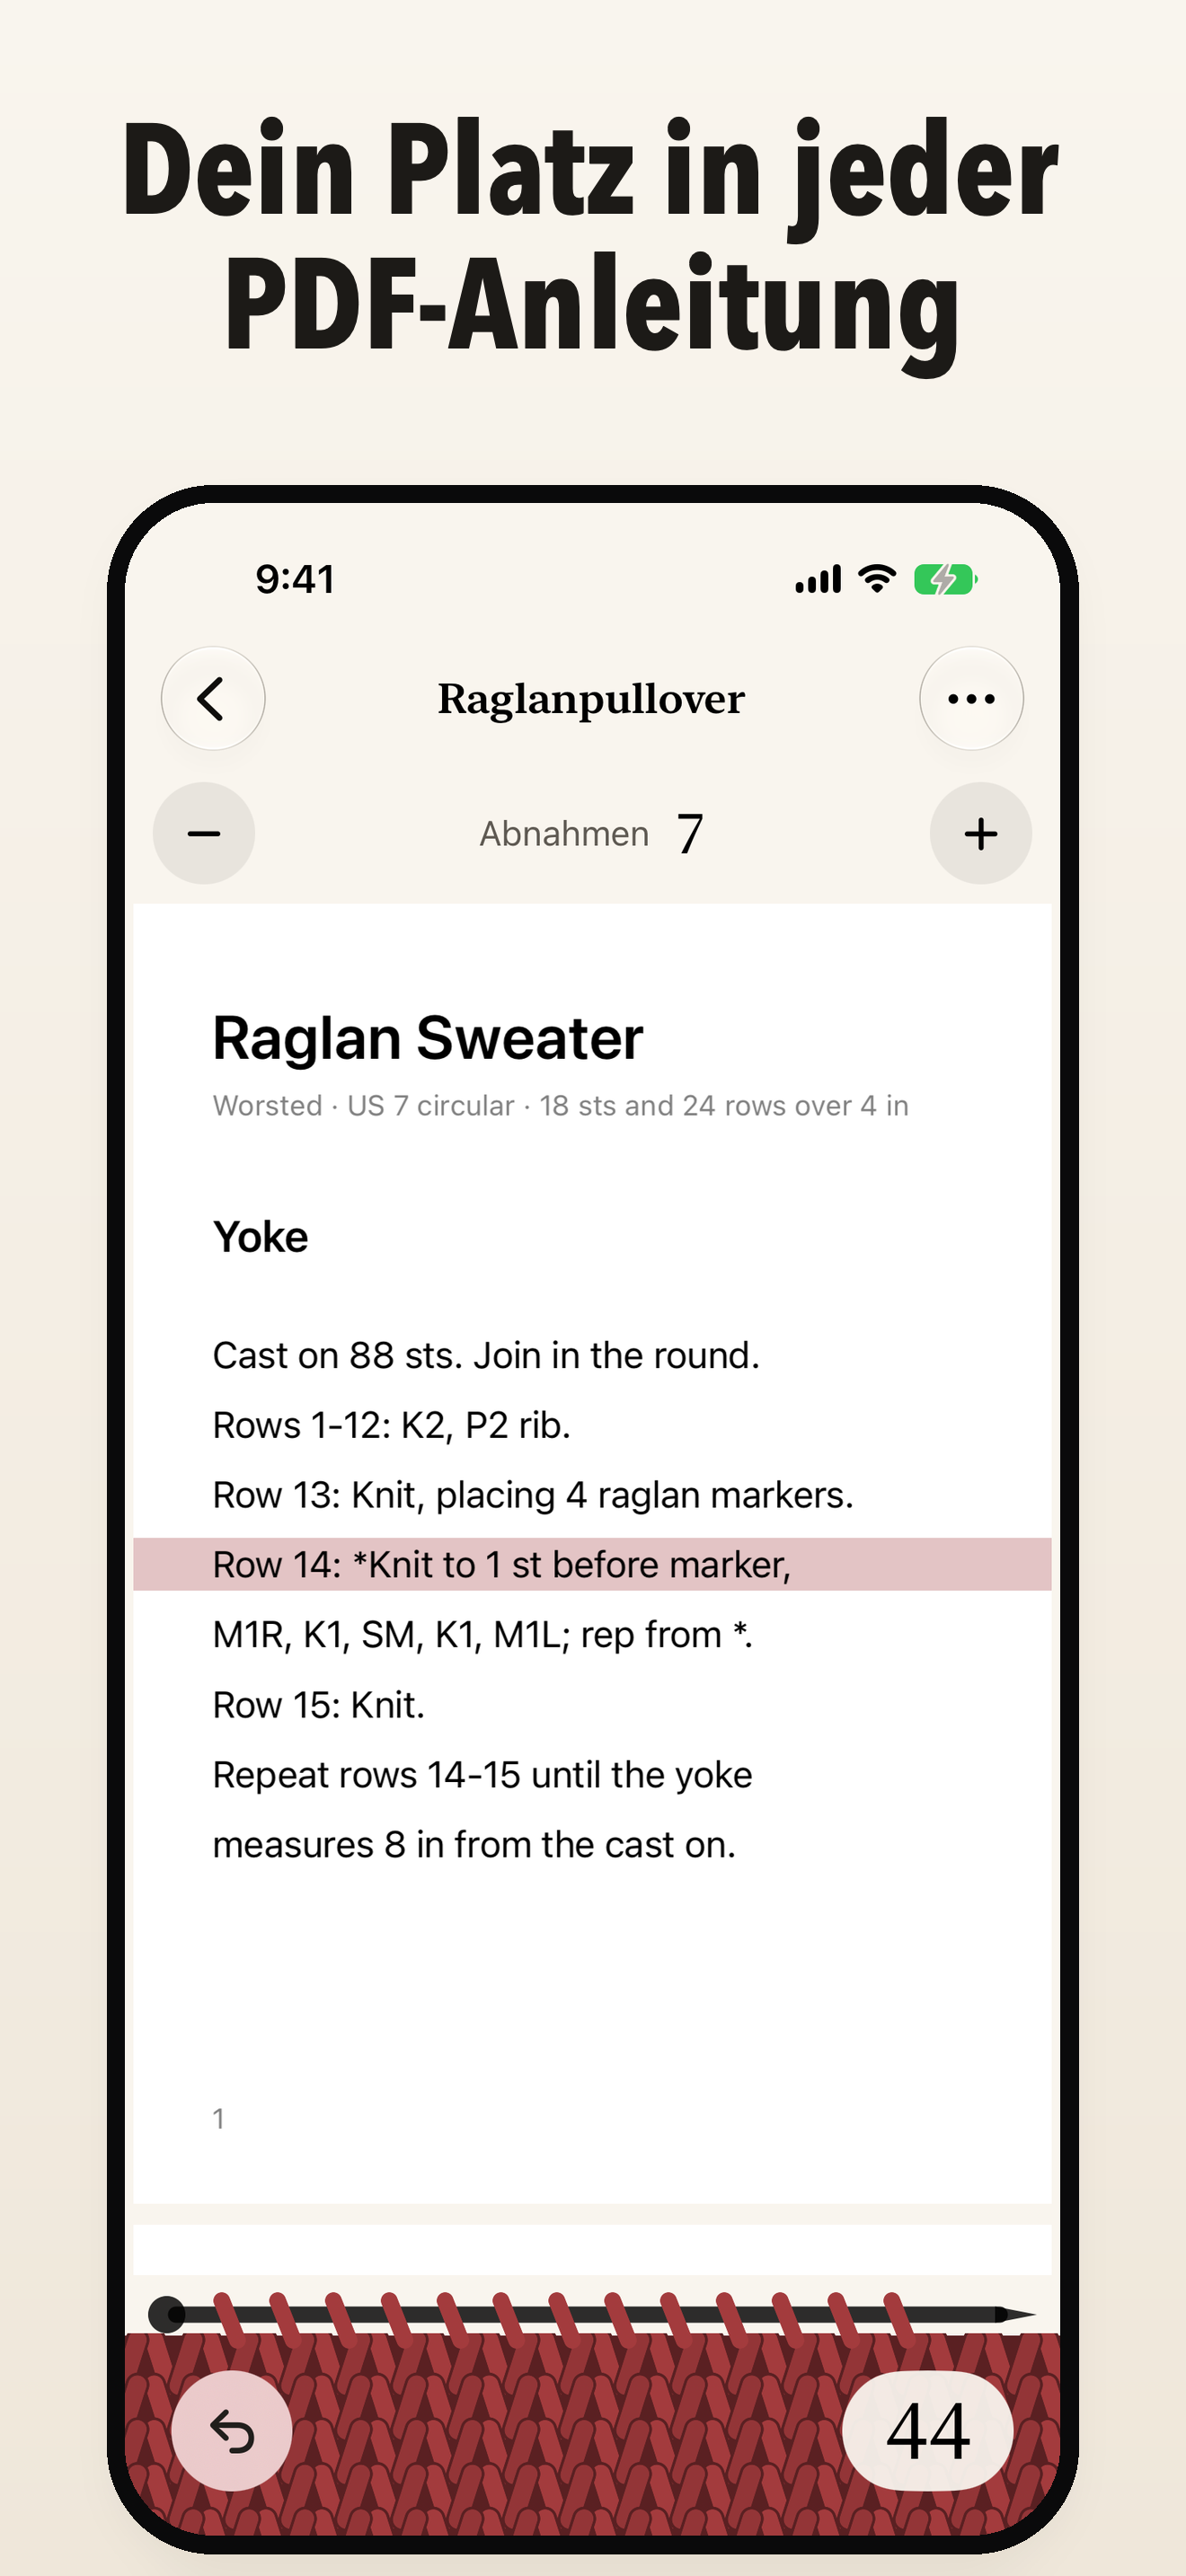 Dein Platz in jeder
PDF-Anleitung
9:41
Raglanpullover
Abnahmen 7
Raglan Sweater
Worsted · US 7 circular · 18 sts and 24 rows over 4 in
Yoke
Cast on 88 sts. Join in the round.
Rows 1-12: K2, P2 rib.
Row 13: Knit, placing 4 raglan markers.
Row 14: *Knit to 1 st before marker,
M1R, K1, SM, K1, M1L; rep from *.
Row 15: Knit.
Repeat rows 14-15 until the yoke
measures 8 in from the cast on.
1
44